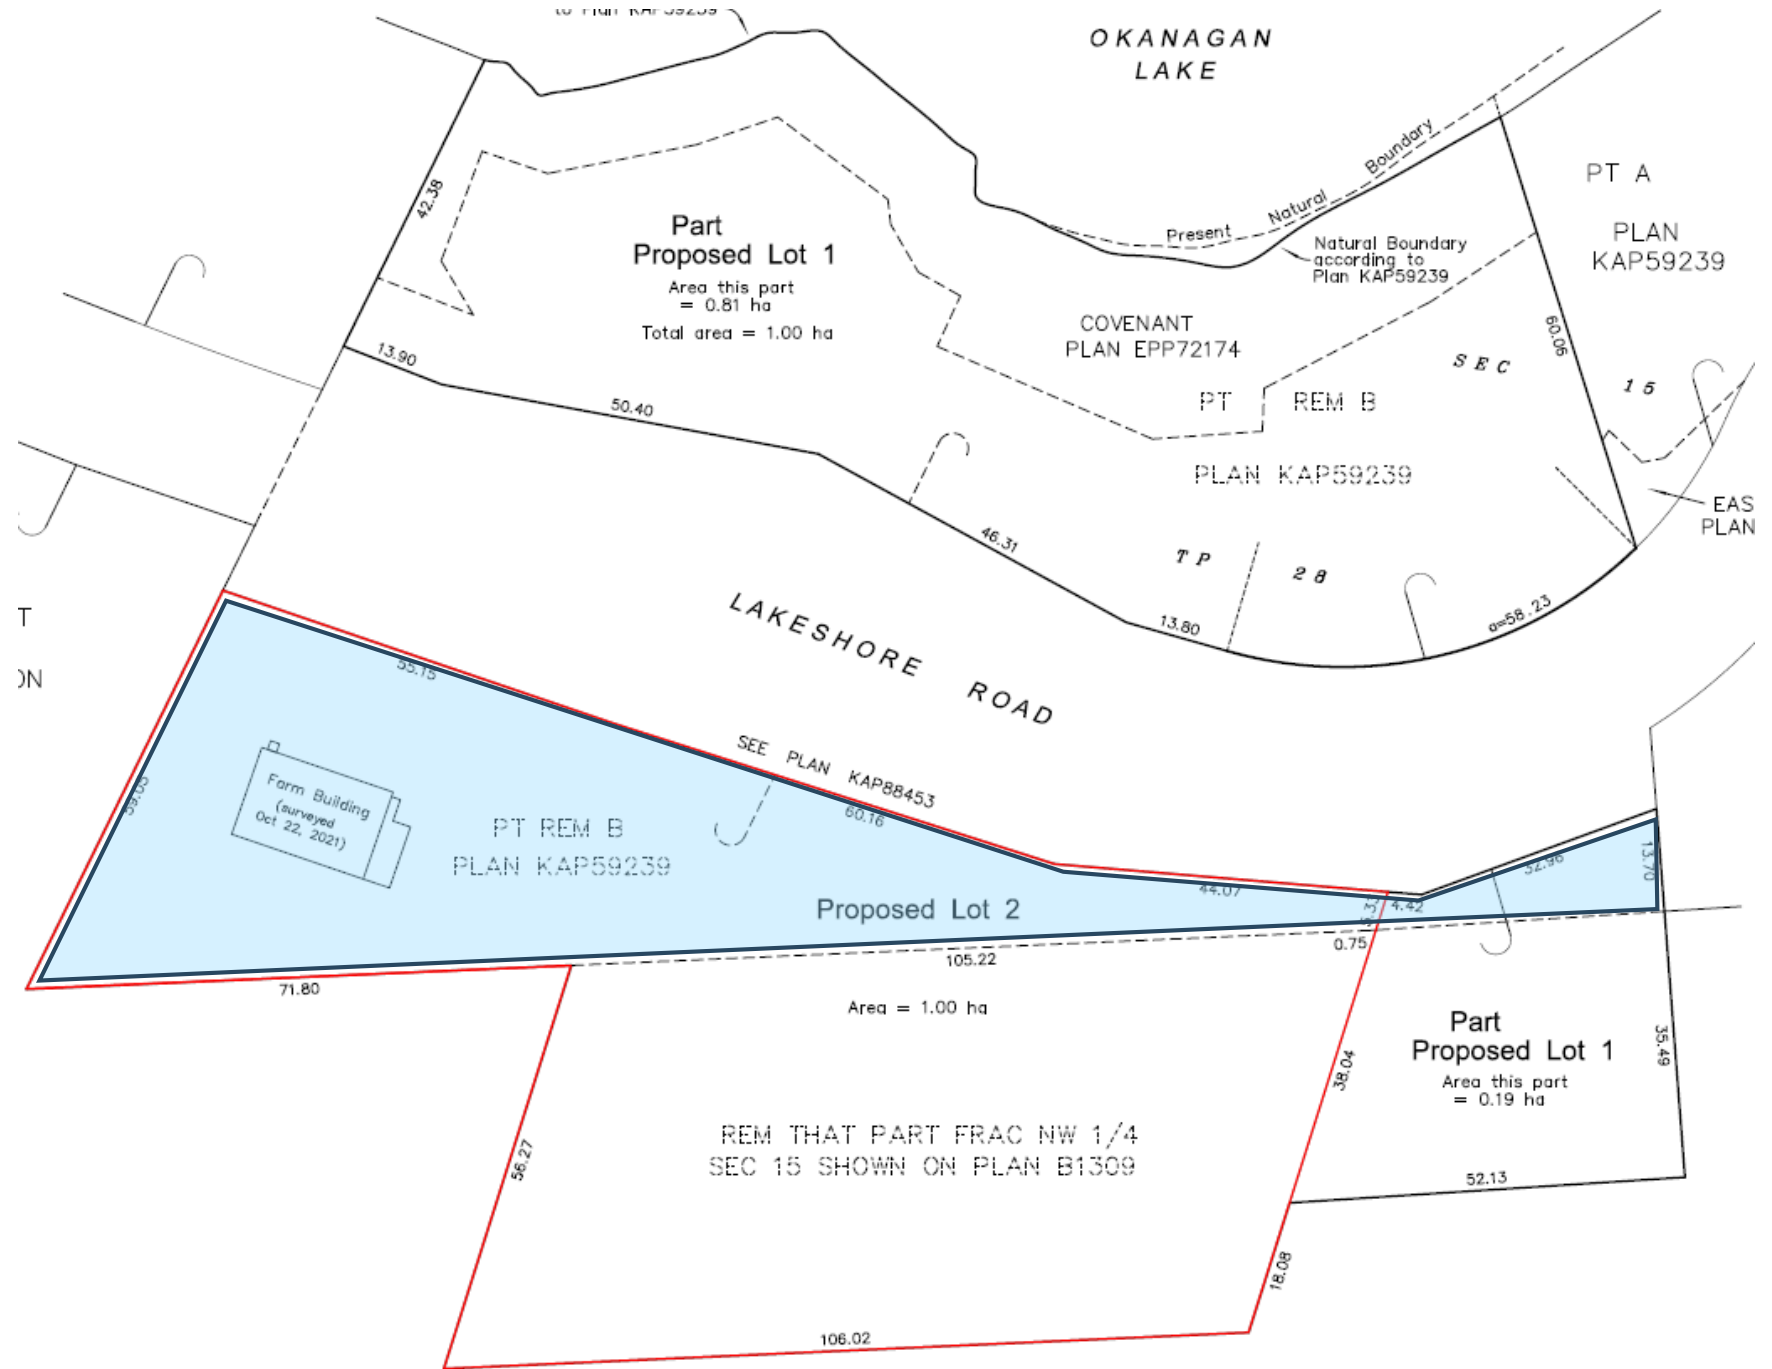 to Plan KAP59239
OKANAGAN
LAKE
42.38
Part
Proposed Lot 1
Area this part
= 0.81 ha
Total area = 1.00 ha
Present Natural Boundary
Natural Boundary
according to
Plan KAP59239
PT A
PLAN
KAP59239
COVENANT
PLAN EPP72174
60.06
SEC
15
13.90
50.40
PT REM B
PLAN KAP59239
EAS
PLAN
46.31
TP
28
13.80
a=58.23
LAKESHORE ROAD
T
ON
55.15
SEE PLAN KAP88453
59.05
Farm Building
(surveyed
Oct 22, 2021)
60.16
PT REM B
PLAN KAP59239
Proposed Lot 2
44.07
4.42
32.96
13.70
0.75
105.22
71.80
Area = 1.00 ha
Part
Proposed Lot 1
Area this part
= 0.19 ha
35.49
38.04
56.27
REM THAT PART FRAC NW 1/4
SEC 15 SHOWN ON PLAN B1309
52.13
18.08
106.02